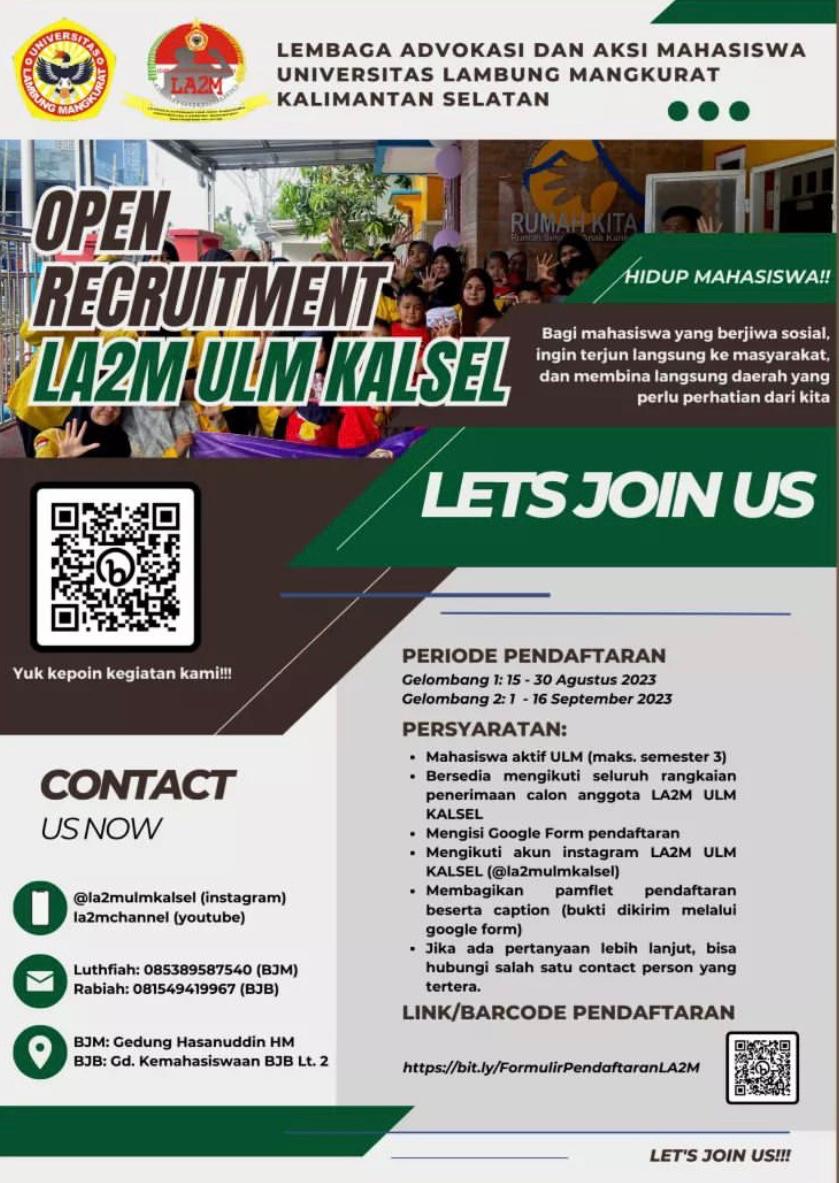 UNIVERSITAS
LAMBUNG MANGKURAT
LA2M
LEMBAGA ADVOKASI DAN AKSI MAHASISWA
UNIVERSITAS LAMBUNG MANGKURAT
KALIMANTAN SELATAN
RUMAH KITA
OPEN
RECRUITMENT
LA2M ULM KALSEL
HIDUP MAHASISWA!!
Bagi mahasiswa yang berjiwa sosial,
ingin terjun langsung ke masyarakat,
dan membina langsung daerah yang
perlu perhatian dari kita
LETS JOIN US
Yuk kepoin kegiatan kami!!!
PERIODE PENDAFTARAN
Gelombang 1: 15 - 30 Agustus 2023
Gelombang 2: 1 - 16 September 2023
PERSYARATAN:
• Mahasiswa aktif ULM (maks. semester 3)
• Bersedia mengikuti seluruh rangkaian
penerimaan calon anggota LA2M ULM
KALSEL
• Mengisi Google Form pendaftaran
• Mengikuti akun instagram LA2M ULM
KALSEL (@la2mulmkalsel)
• Membagikan pamflet pendaftaran
beserta caption (bukti dikirim melalui
google form)
• Jika ada pertanyaan lebih lanjut, bisa
hubungi salah satu contact person yang
tertera.
LINK/BARCODE PENDAFTARAN
https://bit.ly/FormulirPendaftaranLA2M
CONTACT
US NOW
@la2mulmkalsel (instagram)
la2mchannel (youtube)
Luthfiah: 085389587540 (BJM)
Rabiah: 081549419967 (BJB)
BJM: Gedung Hasanuddin HM
BJB: Gd. Kemahasiswaan BJB Lt. 2
LET'S JOIN US!!!